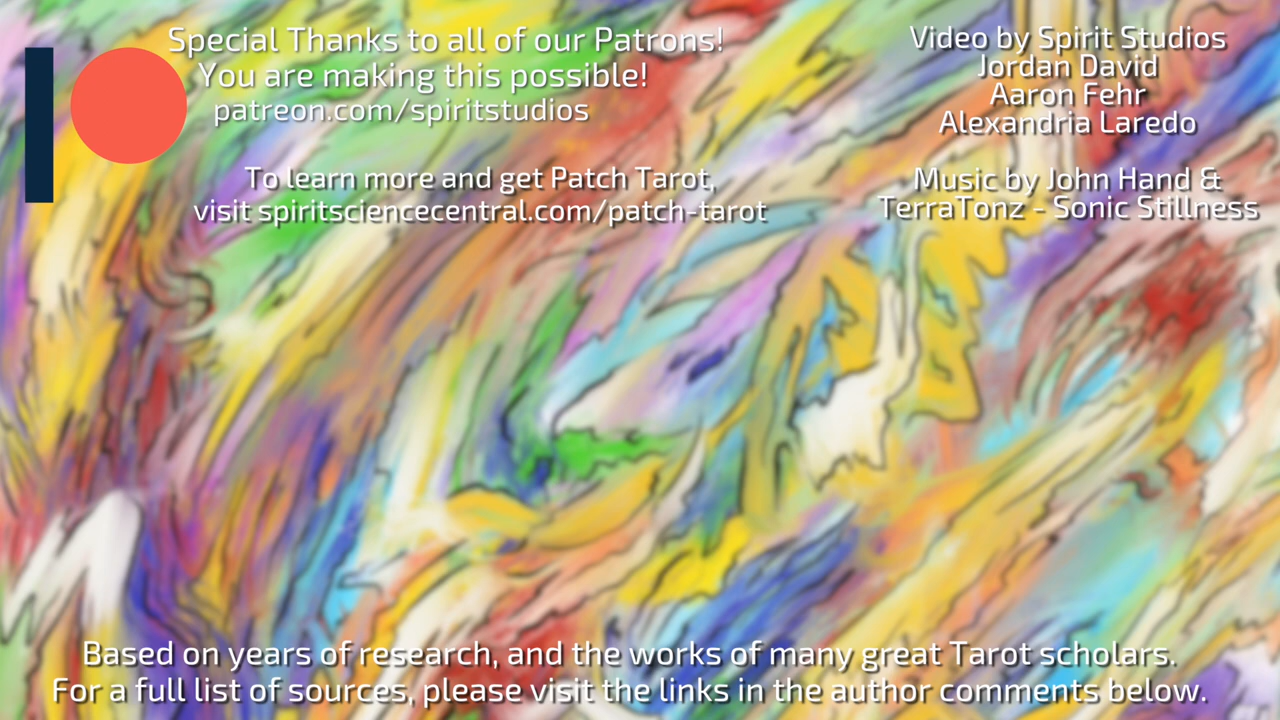 Special Thanks to all of our Patrons!
You are making this possible!
patreon.com/spiritstudios
To learn more and get Patch Tarot,
visit spiritsciencecentral.com/patch-tarot
Video by Spirit Studios
Jordan David
Aaron Fehr
Alexandria Laredo
Music by John Hand &
TerraTonz - Sonic Stillness
Based on years of research, and the works of many great Tarot scholars.
For a full list of sources, please visit the links in the author comments below.